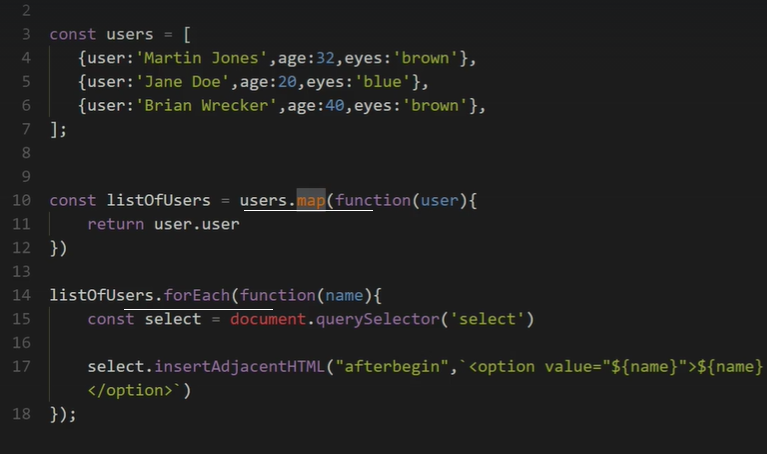 2
3 const users = [
4 {user:'Martin Jones',age:32,eyes:'brown'},
5 {user:'Jane Doe',age:20,eyes:'blue'},
6 {user:'Brian Wrecker',age:40,eyes:'brown'},
7 ];
8
9
10 const listOfUsers = users.map(function(user){
11 return user.user
12 })
13
14 listOfUsers.forEach(function(name){
15 const select = document.querySelector('select')
16
17 select.insertAdjacentHTML("afterbegin",`<option value="${name}">${name}
</option>`)
18 });